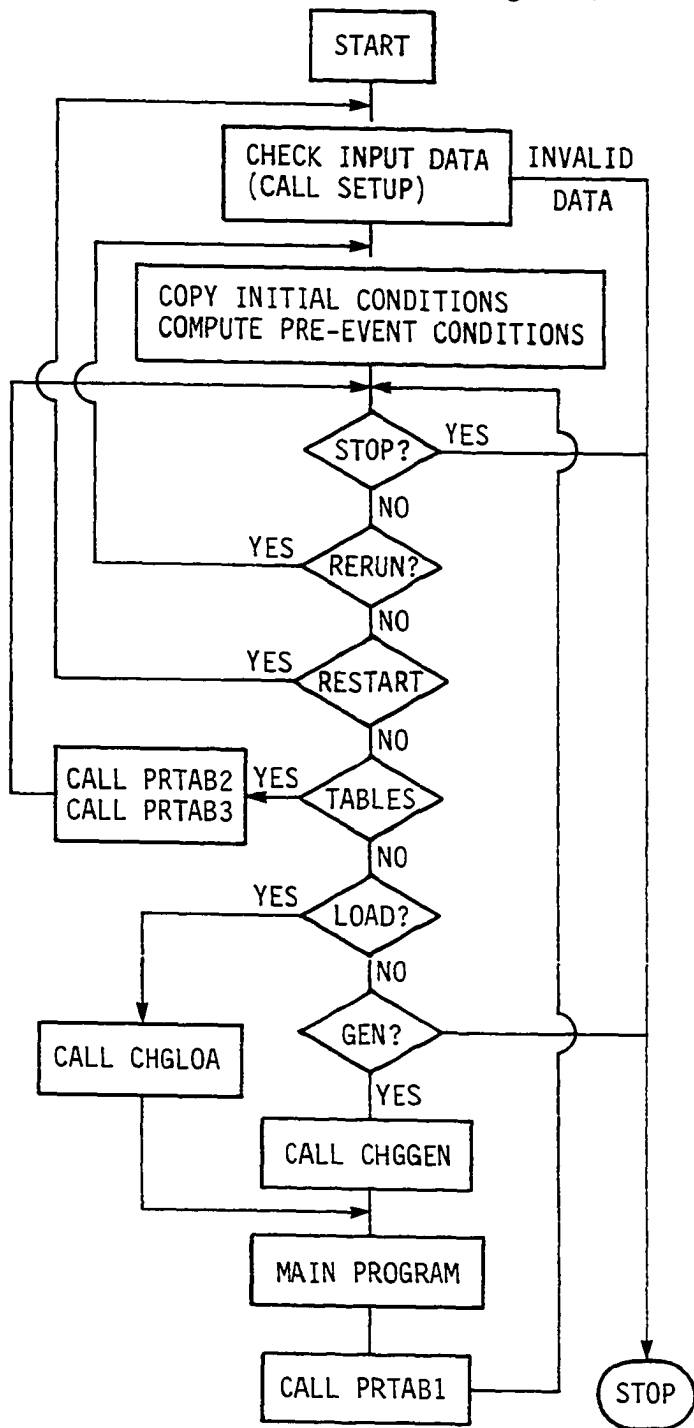 START
CHECK INPUT DATA
(CALL SETUP)
INVALID
DATA
COPY INITIAL CONDITIONS
COMPUTE PRE-EVENT CONDITIONS
STOP?
YES
NO
YES
RERUN?
NO
YES
RESTART
NO
CALL PRTAB2
CALL PRTAB3
YES
TABLES
NO
YES
LOAD?
NO
CALL CHGLOA
GEN?
YES
CALL CHGGEN
MAIN PROGRAM
CALL PRTAB1
STOP